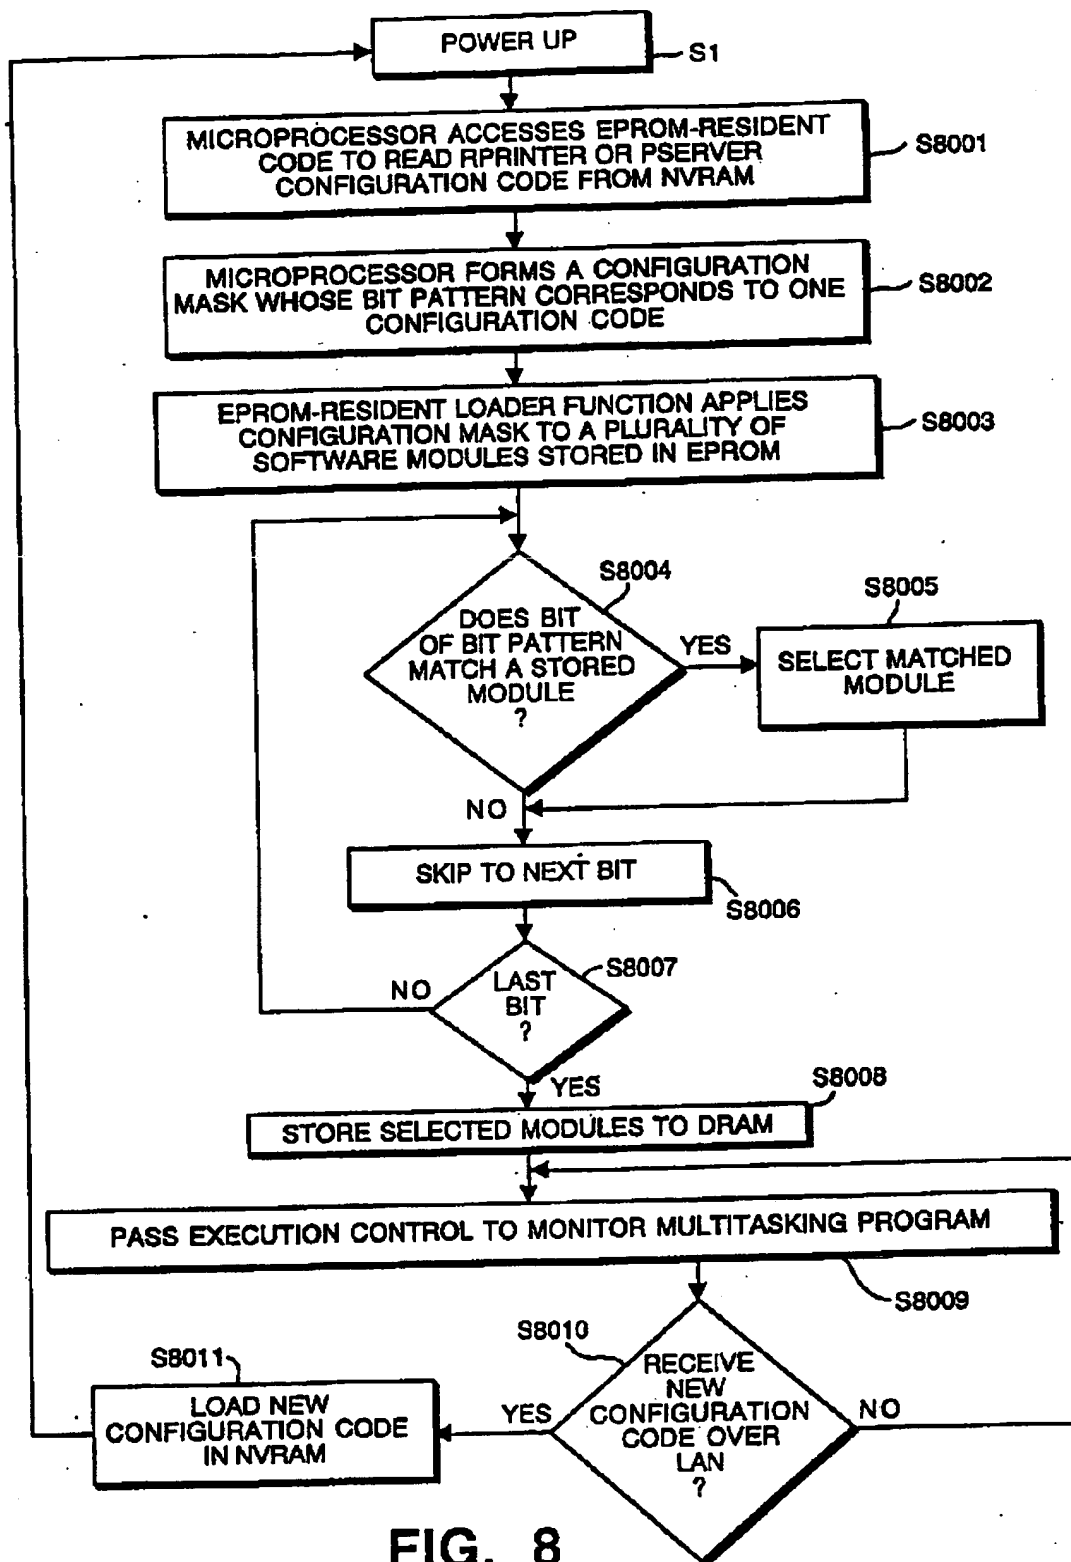 POWER UP
S1
MICROPROCESSOR ACCESSES EPROM-RESIDENT
CODE TO READ RPRINTER OR PSERVER
CONFIGURATION CODE FROM NVRAM
S8001
MICROPROCESSOR FORMS A CONFIGURATION
MASK WHOSE BIT PATTERN CORRESPONDS TO ONE
CONFIGURATION CODE
S8002
EPROM-RESIDENT LOADER FUNCTION APPLIES
CONFIGURATION MASK TO A PLURALITY OF
SOFTWARE MODULES STORED IN EPROM
S8003
S8004
DOES BIT
OF BIT PATTERN
MATCH A STORED
MODULE
?
YES
S8005
SELECT MATCHED
MODULE
NO
SKIP TO NEXT BIT
S8006
LAST
BIT
?
S8007
NO
YES
S8008
STORE SELECTED MODULES TO DRAM
PASS EXECUTION CONTROL TO MONITOR MULTITASKING PROGRAM
S8009
S8010
RECEIVE
NEW
CONFIGURATION
CODE OVER
LAN
?
NO
YES
S8011
LOAD NEW
CONFIGURATION CODE
IN NVRAM
FIG. 8